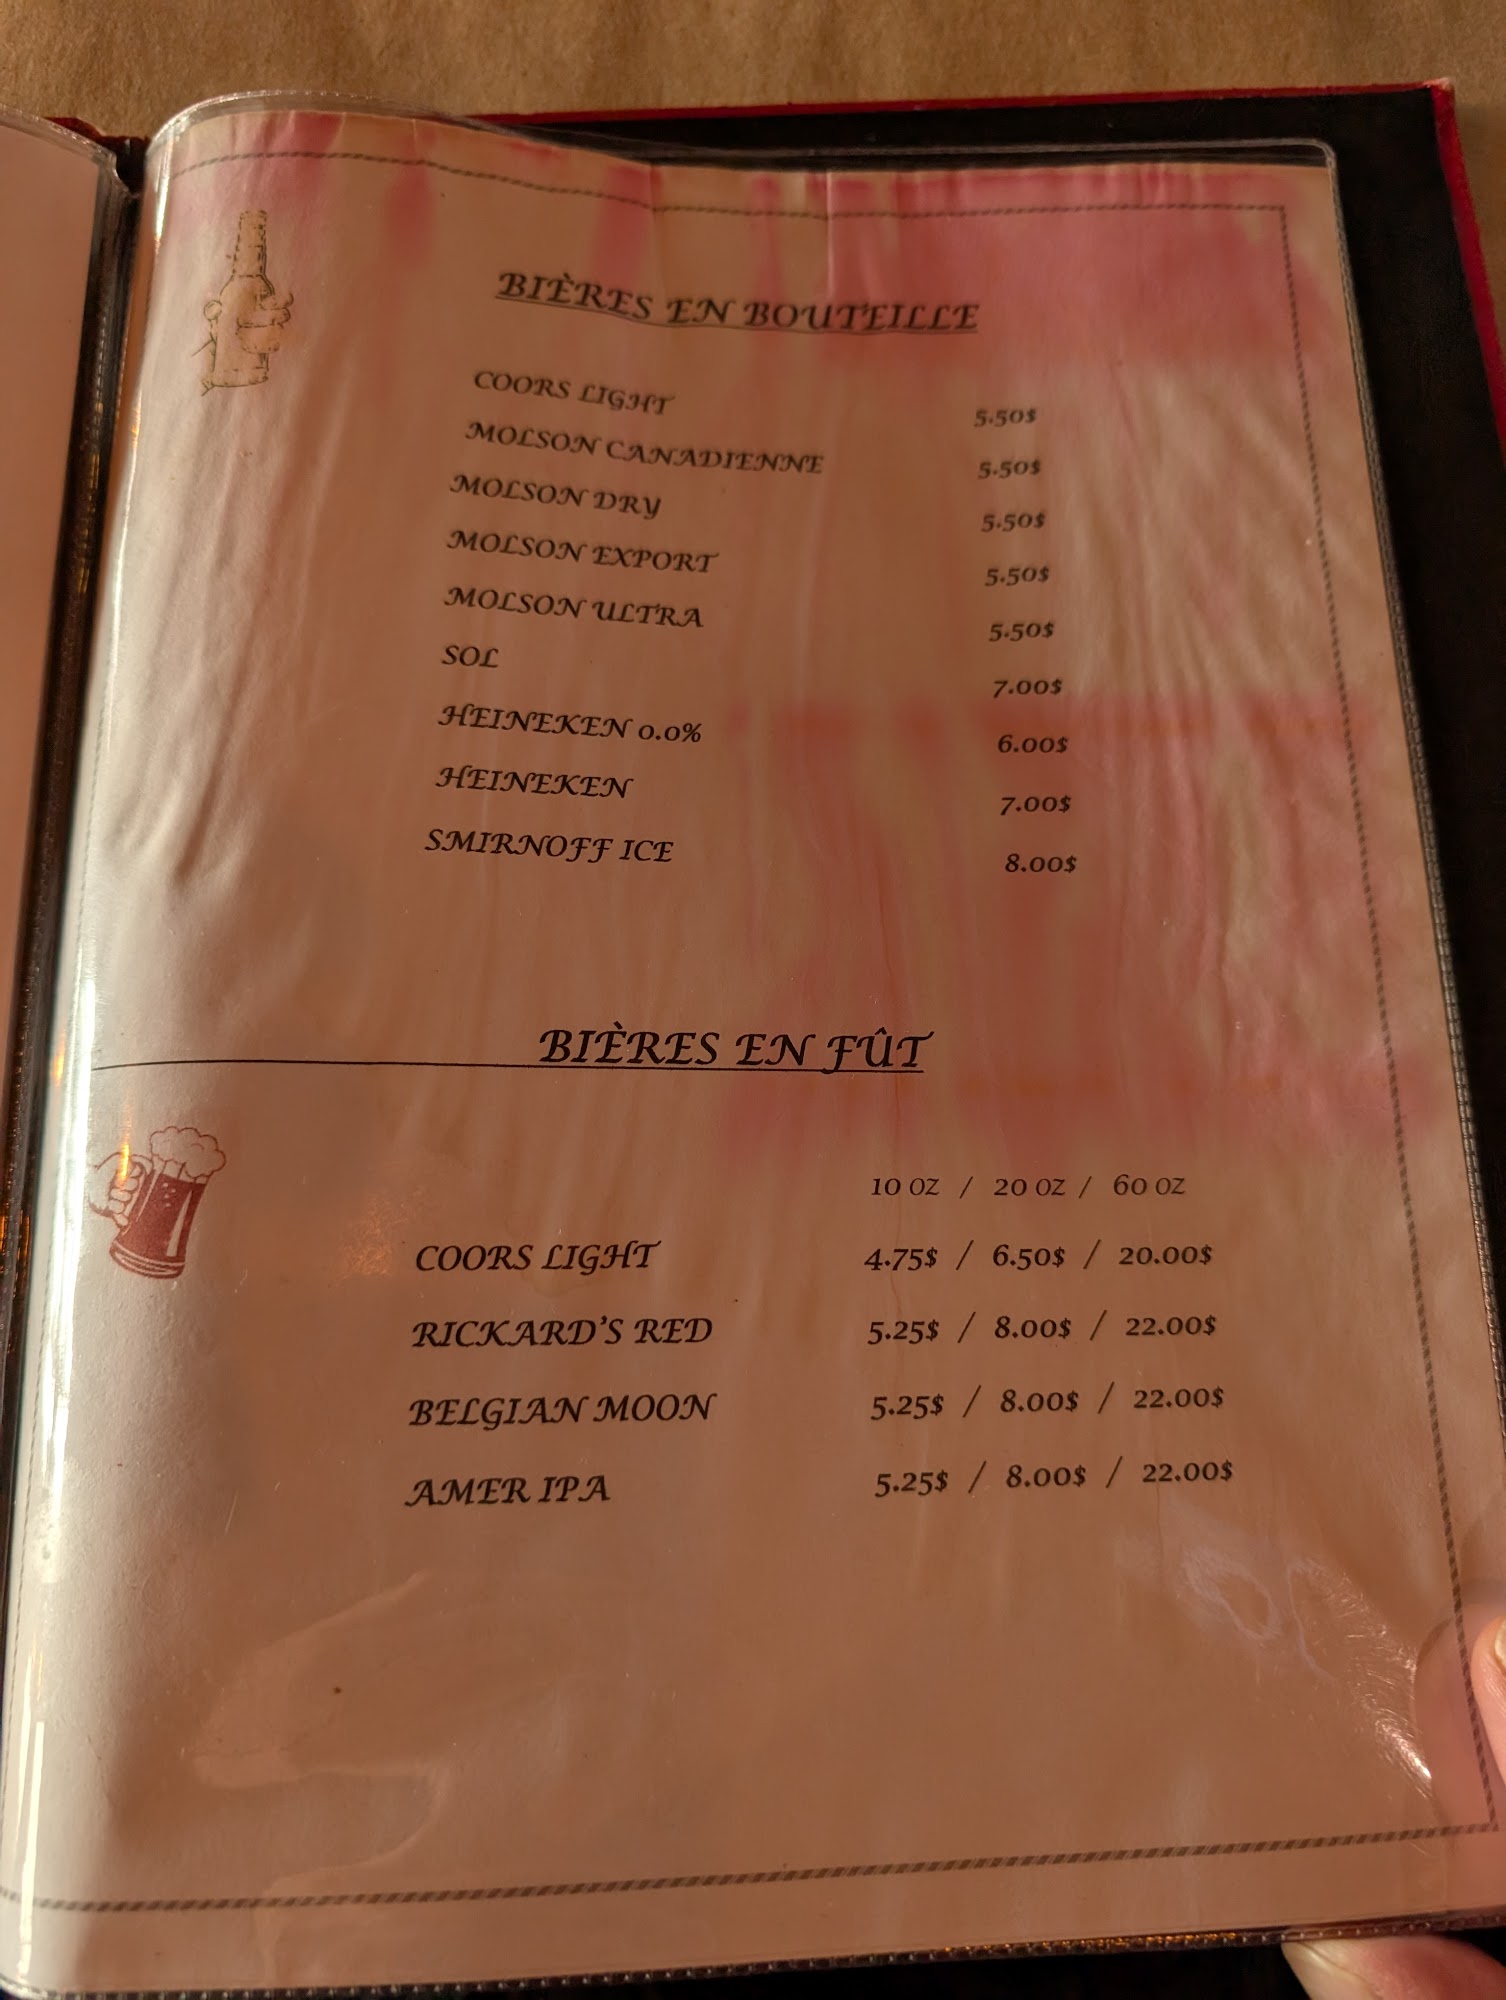 BIÈRES EN BOUTEILLE
COORS LIGHT 5.50$
MOLSON CANADIENNE 5.50$
MOLSON DRY 5.50$
MOLSON EXPORT 5.50$
MOLSON ULTRA 5.50$
SOL 7.00$
HEINEKEN 0.0% 6.00$
HEINEKEN 7.00$
SMIRNOFF ICE 8.00$
BIÈRES EN FÛT
10 OZ / 20 OZ / 60 OZ
COORS LIGHT 4.75$ / 6.50$ / 20.00$
RICKARD'S RED 5.25$ / 8.00$ / 22.00$
BELGIAN MOON 5.25$ / 8.00$ / 22.00$
AMER IPA 5.25$ / 8.00$ / 22.00$